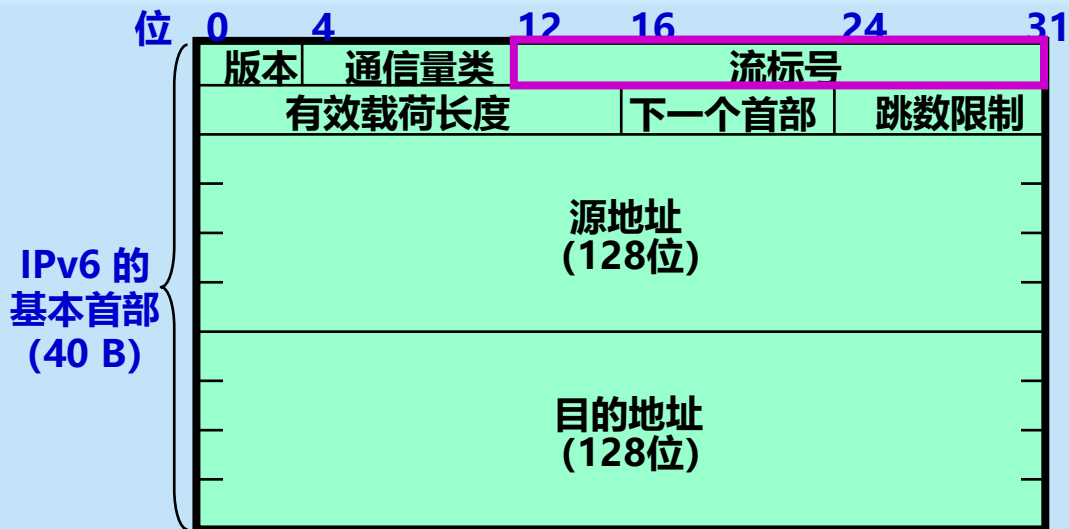 位 0 4 12 16 24 31
版本 通信量类 流标号
有效载荷长度 下一个首部 跳数限制
源地址
(128位)
IPv6 的
基本首部
(40 B)
目的地址
(128位)